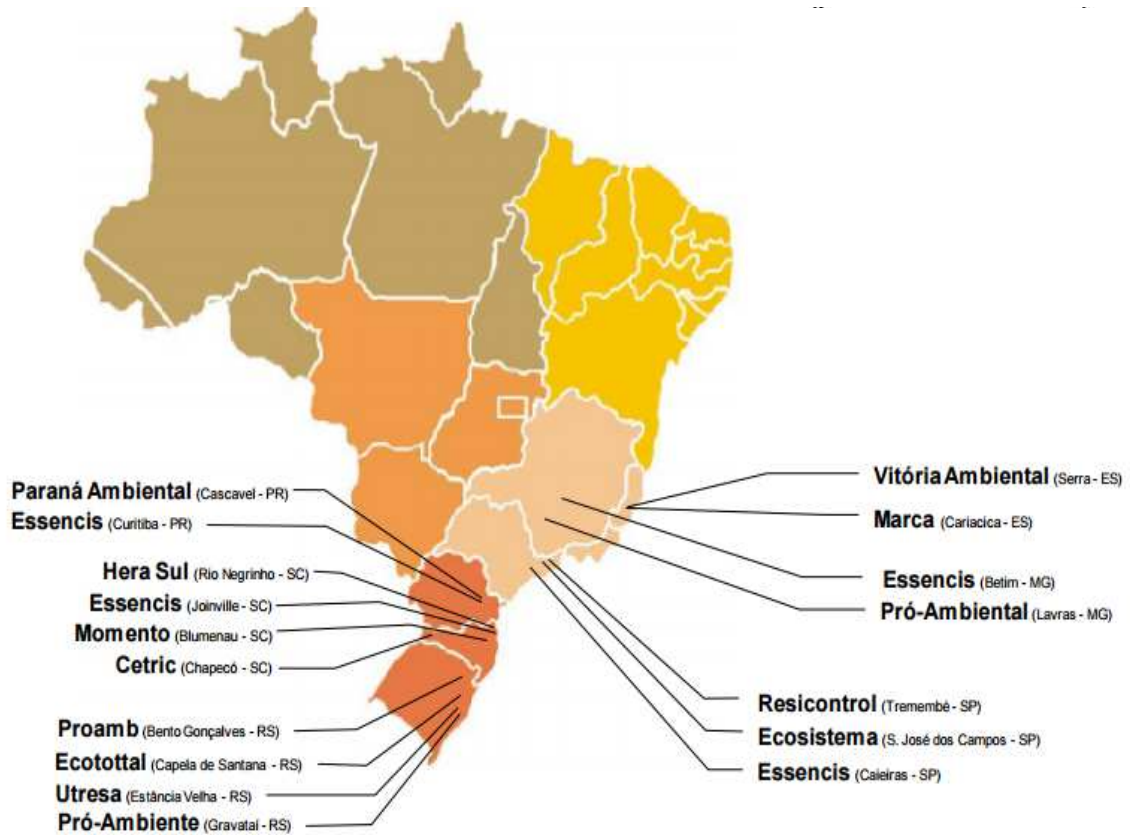 Paraná Ambiental (Cascavel - PR)
Essencis (Curitiba - PR)
Hera Sul (Rio Negrinho - SC)
Essencis (Joinville - SC)
Momento (Blumenau - SC)
Cetric (Chapecó - SC)
Proamb (Bento Gonçalves - RS)
Ecotottal (Capela de Santana - RS)
Utresa (Estância Velha - RS)
Pró-Ambiente (Gravataí - RS)
Vitória Ambiental (Serra - ES)
Marca (Cariacica - ES)
Essencis (Betim - MG)
Pró-Ambiental (Lavras - MG)
Resicontrol (Tremembé - SP)
Ecosistema (S. José dos Campos - SP)
Essencis (Caieiras - SP)